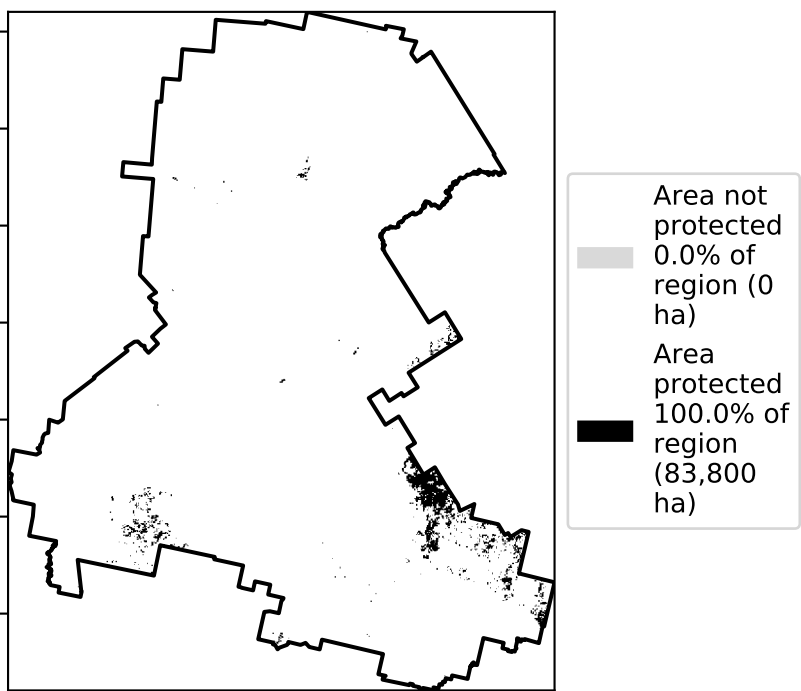 Area not
protected
0.0% of
region (0
ha)
Area
protected
100.0% of
region
(83,800
ha)